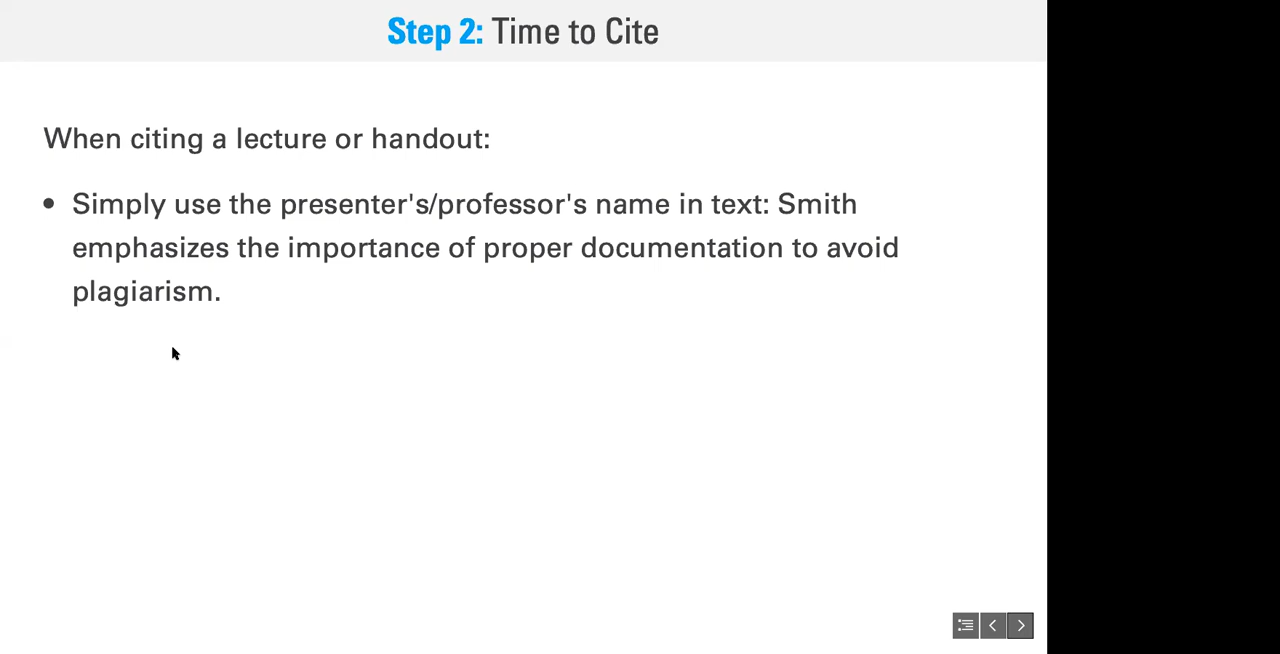 Step 2: Time to Cite
When citing a lecture or handout:
• Simply use the presenter's/professor's name in text: Smith
emphasizes the importance of proper documentation to avoid
plagiarism.